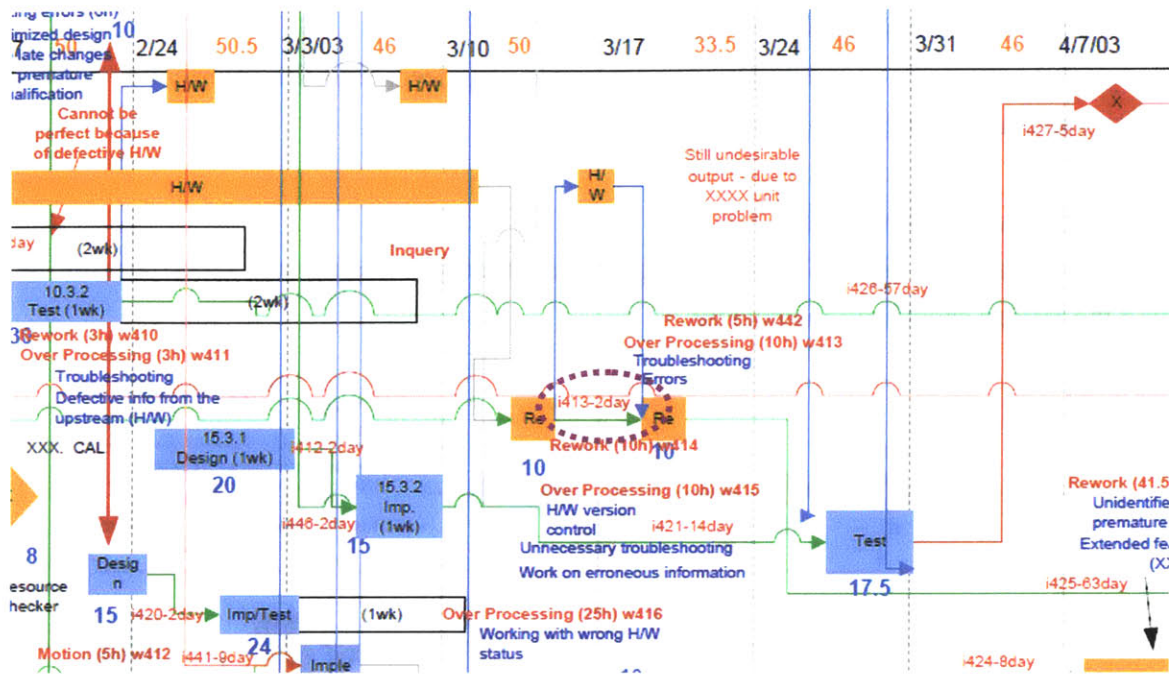 10
imized design
late changes
premature
alification
7 50 2/24 50.5 3/3/03 46 3/10 50 3/17 33.5 3/24 46 3/31 46 4/7/03
H/W
H/W
X
i427-5day
Cannot be
perfect because
of defective H/W
H/W
H/
W
Still undesirable
output - due to
XXXX unit
problem
day
(2wk)
Inquery
10.3.2
Test (1wk)
(2wk)
i426-57day
Rework (3h) w410
Over Processing (3h) w411
Troubleshooting
Defective info from the
upstream (H/W)
Rework (5h) w442
Over Processing (10h) w413
Troubleshooting
Errors
i413-2day
Re
Re
Rework (10h) w414
10
10
XXX. CAL
15.3.1
Design (1wk)
20
i412-2day
15.3.2
Imp.
(1wk)
15
i446-2day
Over Processing (10h) w415
H/W version
control
Unnecessary troubleshooting
Work on erroneous information
i421-14day
Test
17.5
Rework (41.5
Unidentifie
premature
Extended fea
(XX
i425-63day
8
esource
hecker
Desig
n
15
i420-2day
Imp/Test
24
(1wk)
Over Processing (25h) w416
Working with wrong H/W
status
Motion (5h) w412
i441-9day
Imple
i424-8day